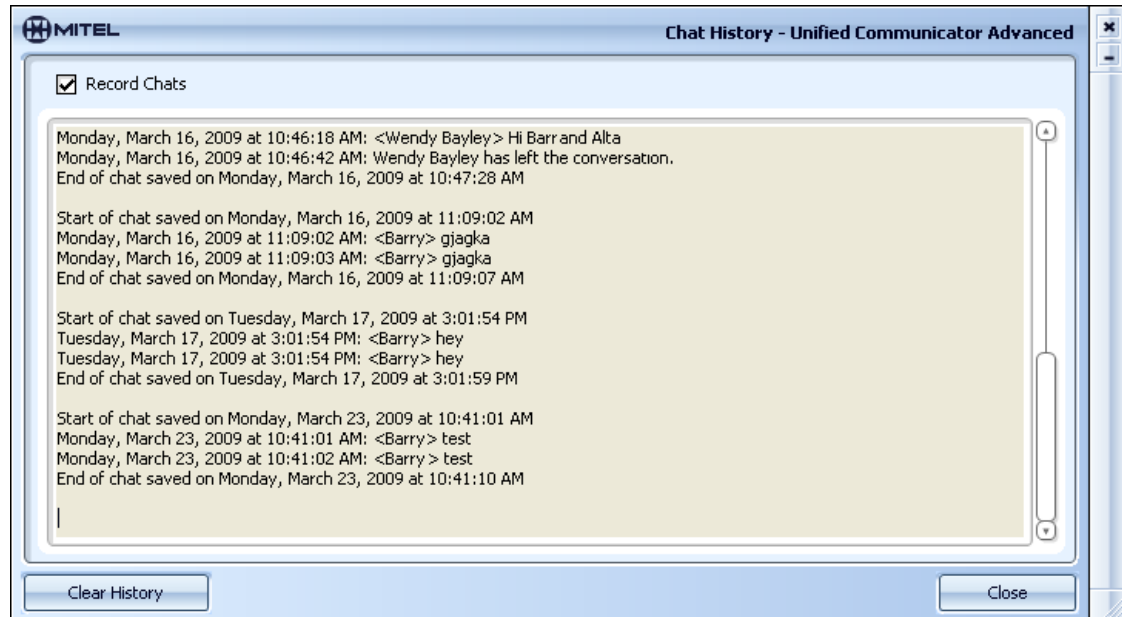 MITEL
Chat History - Unified Communicator Advanced
Record Chats
Monday, March 16, 2009 at 10:46:18 AM: <Wendy Bayley> Hi Barr and Alta
Monday, March 16, 2009 at 10:46:42 AM: Wendy Bayley has left the conversation.
End of chat saved on Monday, March 16, 2009 at 10:47:28 AM
Start of chat saved on Monday, March 16, 2009 at 11:09:02 AM
Monday, March 16, 2009 at 11:09:02 AM: <Barry> gjagka
Monday, March 16, 2009 at 11:09:03 AM: <Barry> gjagka
End of chat saved on Monday, March 16, 2009 at 11:09:07 AM
Start of chat saved on Tuesday, March 17, 2009 at 3:01:54 PM
Tuesday, March 17, 2009 at 3:01:54 PM: <Barry> hey
Tuesday, March 17, 2009 at 3:01:54 PM: <Barry> hey
End of chat saved on Tuesday, March 17, 2009 at 3:01:59 PM
Start of chat saved on Monday, March 23, 2009 at 10:41:01 AM
Monday, March 23, 2009 at 10:41:01 AM: <Barry> test
Monday, March 23, 2009 at 10:41:02 AM: <Barry > test
End of chat saved on Monday, March 23, 2009 at 10:41:10 AM
Clear History
Close